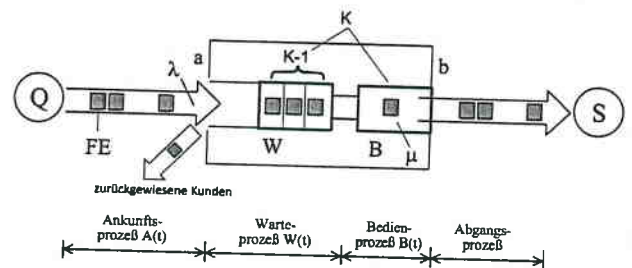 K
a
K-1
b
λ
Q
S
FE
W
B
μ
zurückgewiesene Kunden
Ankunfts-
prozeß A(t)
Warte-
prozeß W(t)
Bedien-
prozeß B(t)
Abgangs-
prozeß